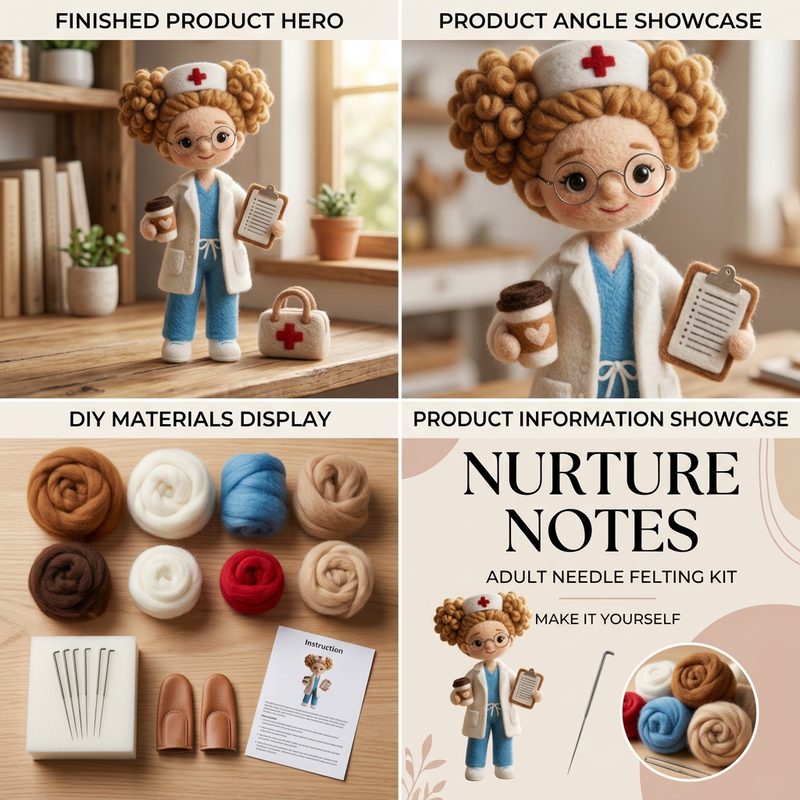 FINISHED PRODUCT HERO
PRODUCT ANGLE SHOWCASE
DIY MATERIALS DISPLAY
Instruction
PRODUCT INFORMATION SHOWCASE
NURTURE
NOTES
ADULT NEEDLE FELTING KIT
MAKE IT YOURSELF